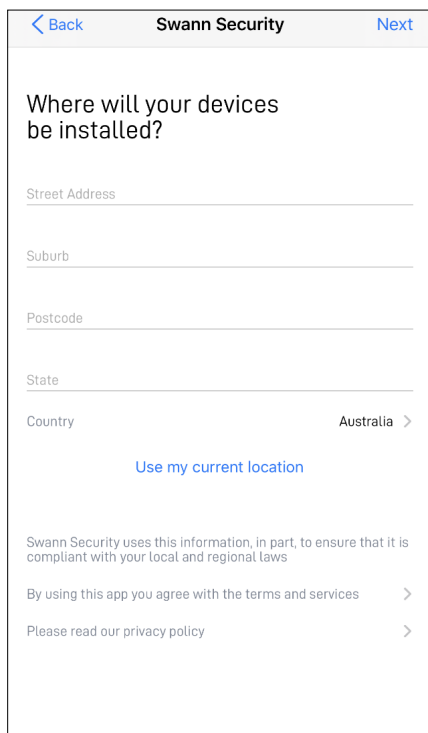 Back Swann Security Next
Where will your devices
be installed?
Street Address
Suburb
Postcode
State
Country Australia
Use my current location
Swann Security uses this information, in part, to ensure that it is
compliant with your local and regional laws
By using this app you agree with the terms and services
Please read our privacy policy